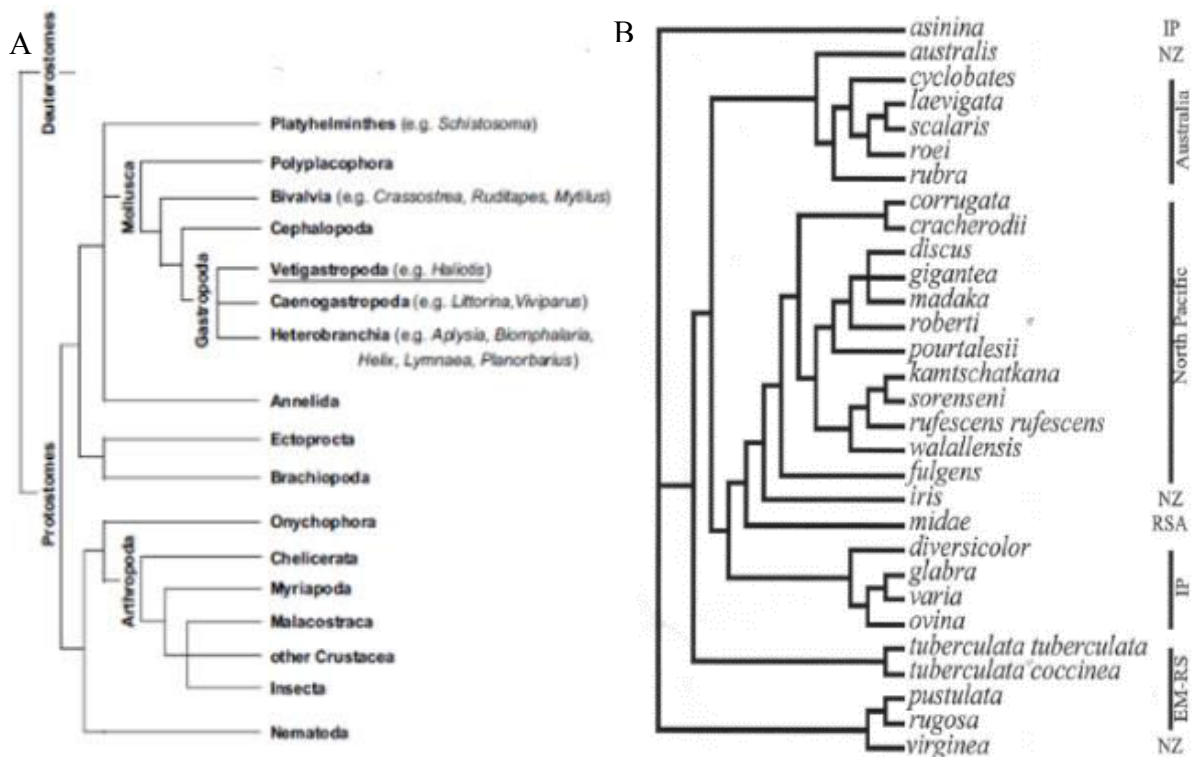 A
Deuterostomes
Platyhelminthes (e.g. Schistosoma)
Polyplacophora
Mollusca
Bivalvia (e.g. Crassostrea, Ruditapes, Mytilus)
Cephalopoda
Gastropoda
Vetigastropoda (e.g. Haliotis)
Caenogastropoda (e.g. Littorina,Viviparus)
Heterobranchia (e.g. Aplysia, Biomphalaria,
Helix, Lymnaea, Planorbarius)
Annelida
Protostomes
Ectoprocta
Brachiopoda
Onychophora
Arthropoda
Chelicerata
Myriapoda
Malacostraca
other Crustacea
Insecta
Nematoda
B
asinina IP
australis NZ
cyclobates
laevigata
scalaris
roei
rubra
Australia
corrugata
cracherodii
discus
gigantea
madaka
roberti
pourtalesii
kamtschatkana
sorenseni
rufescens rufescens
walallensis
fulgens
North Pacific
iris NZ
midae RSA
diversicolor
glabra
varia
ovina
IP
tuberculata tuberculata
tuberculata coccinea
pustulata
rugosa
EM-RS
virginea NZ